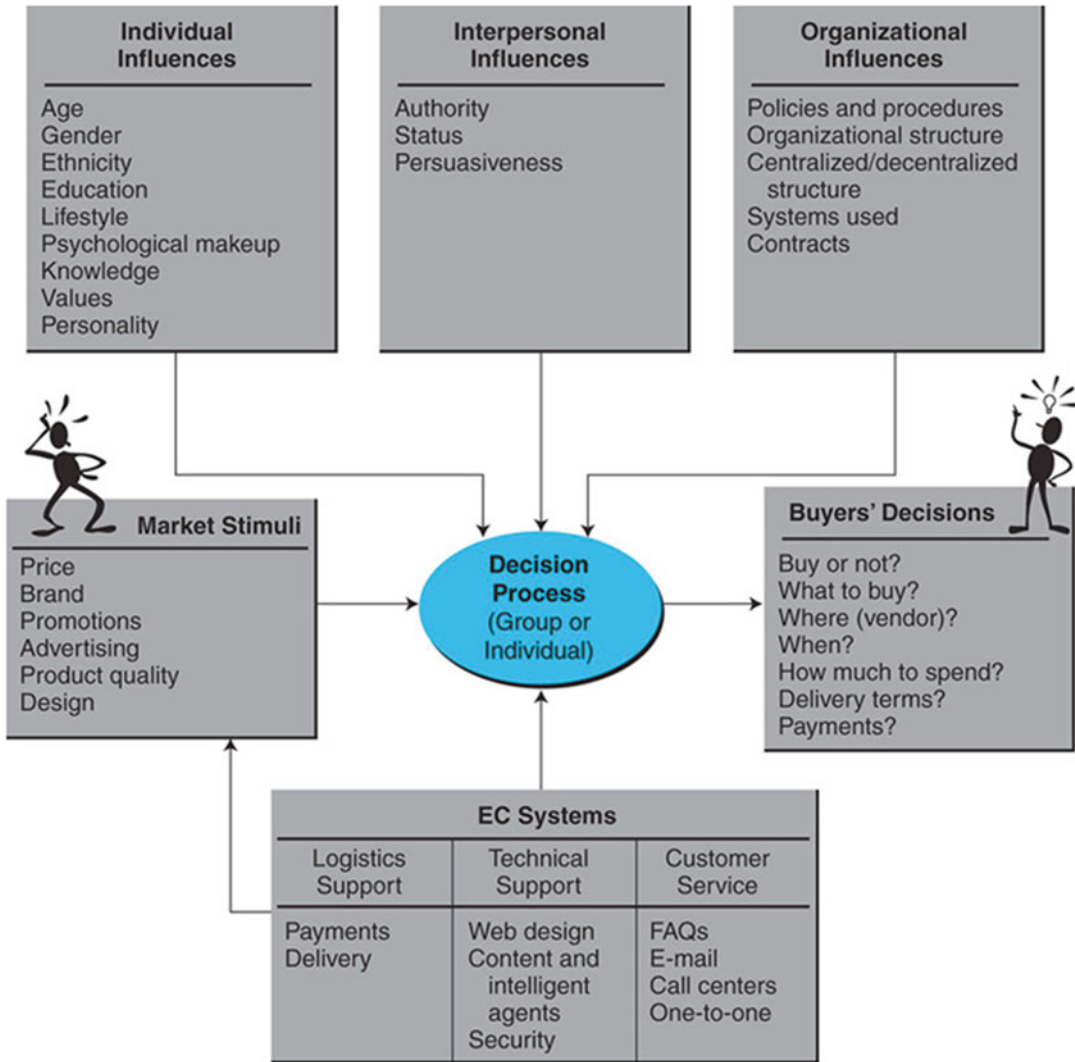 Individual
Influences
Age
Gender
Ethnicity
Education
Lifestyle
Psychological makeup
Knowledge
Values
Personality
Interpersonal
Influences
Authority
Status
Persuasiveness
Organizational
Influences
Policies and procedures
Organizational structure
Centralized/decentralized
structure
Systems used
Contracts
Market Stimuli
Price
Brand
Promotions
Advertising
Product quality
Design
Decision
Process
(Group or
Individual)
Buyers’ Decisions
Buy or not?
What to buy?
Where (vendor)?
When?
How much to spend?
Delivery terms?
Payments?
EC Systems
Logistics
Support
Payments
Delivery
Technical
Support
Web design
Content and
intelligent
agents
Security
Customer
Service
FAQs
E-mail
Call centers
One-to-one